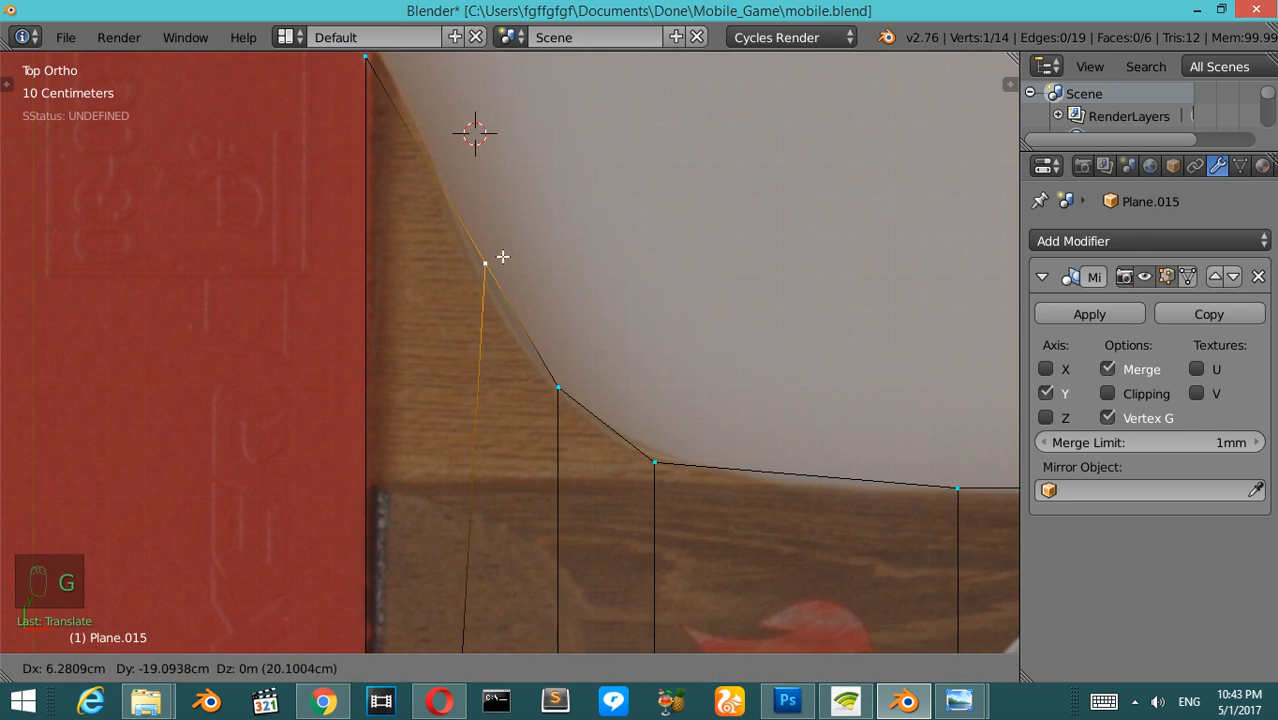 Blender* [C:\Users\fgffgfgf\Documents\Done\Mobile_Game\mobile.blend]
File Render Window Help Default Scene Cycles Render v2.76 | Verts:1/14 | Edges:0/19 | Faces:0/6 | Tris:12 | Mem:99.99
Top Ortho
10 Centimeters
SStatus: UNDEFINED
View Search All Scenes
Scene
RenderLayers
Plane.015
Add Modifier
Mi
Apply Copy
Axis: Options: Textures:
X Merge U
Y Clipping V
Z Vertex G
Merge Limit: 1mm
Mirror Object:
G
y
Last: Translate
(1) Plane.015
Dx: 6.2809cm Dy: -19.0938cm Dz: 0m (20.1004cm)
321
Ps
ENG
10:43 PM
5/1/2017